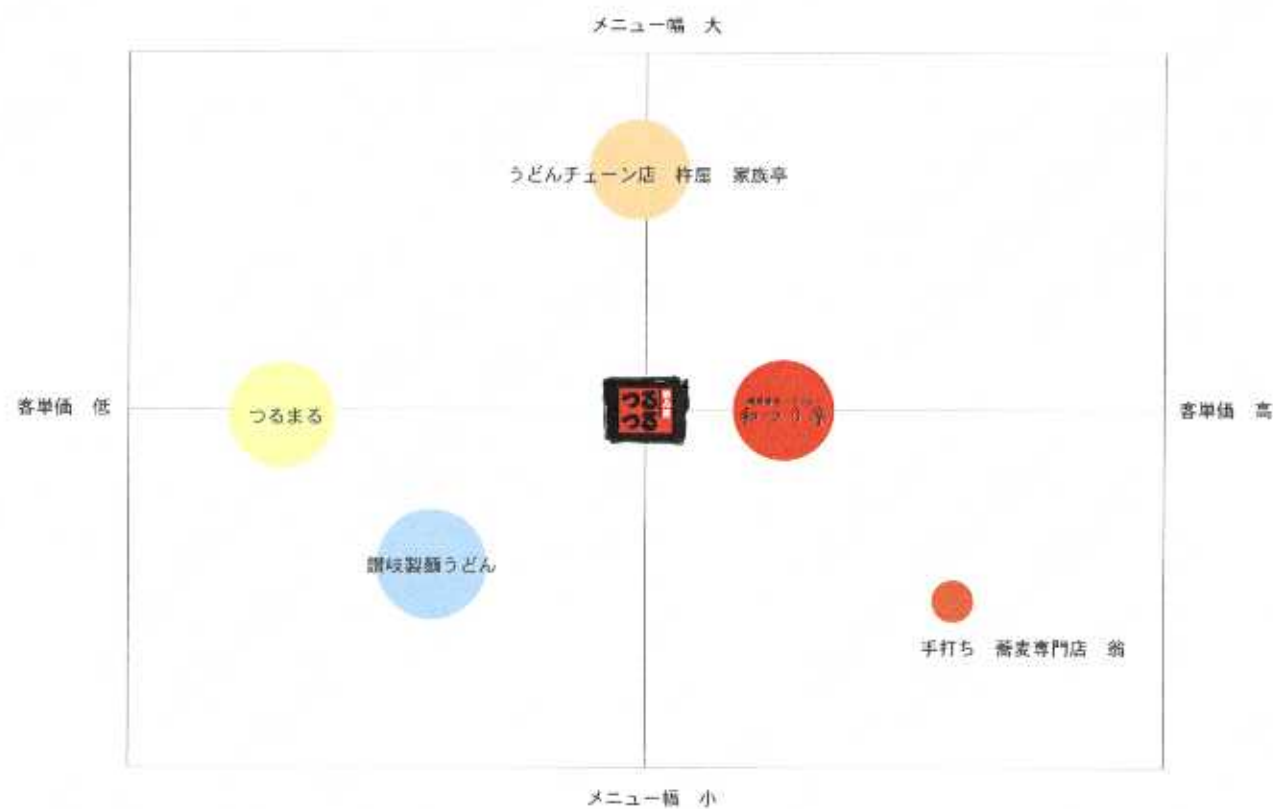 メニュー幅 大
うどんチェーン店 杵屋 家族亭
客単価 低
つるまる
つる
つる
客単価 高
讃岐製麺うどん
手打ち 蕎麦専門店 翁
メニュー幅 小